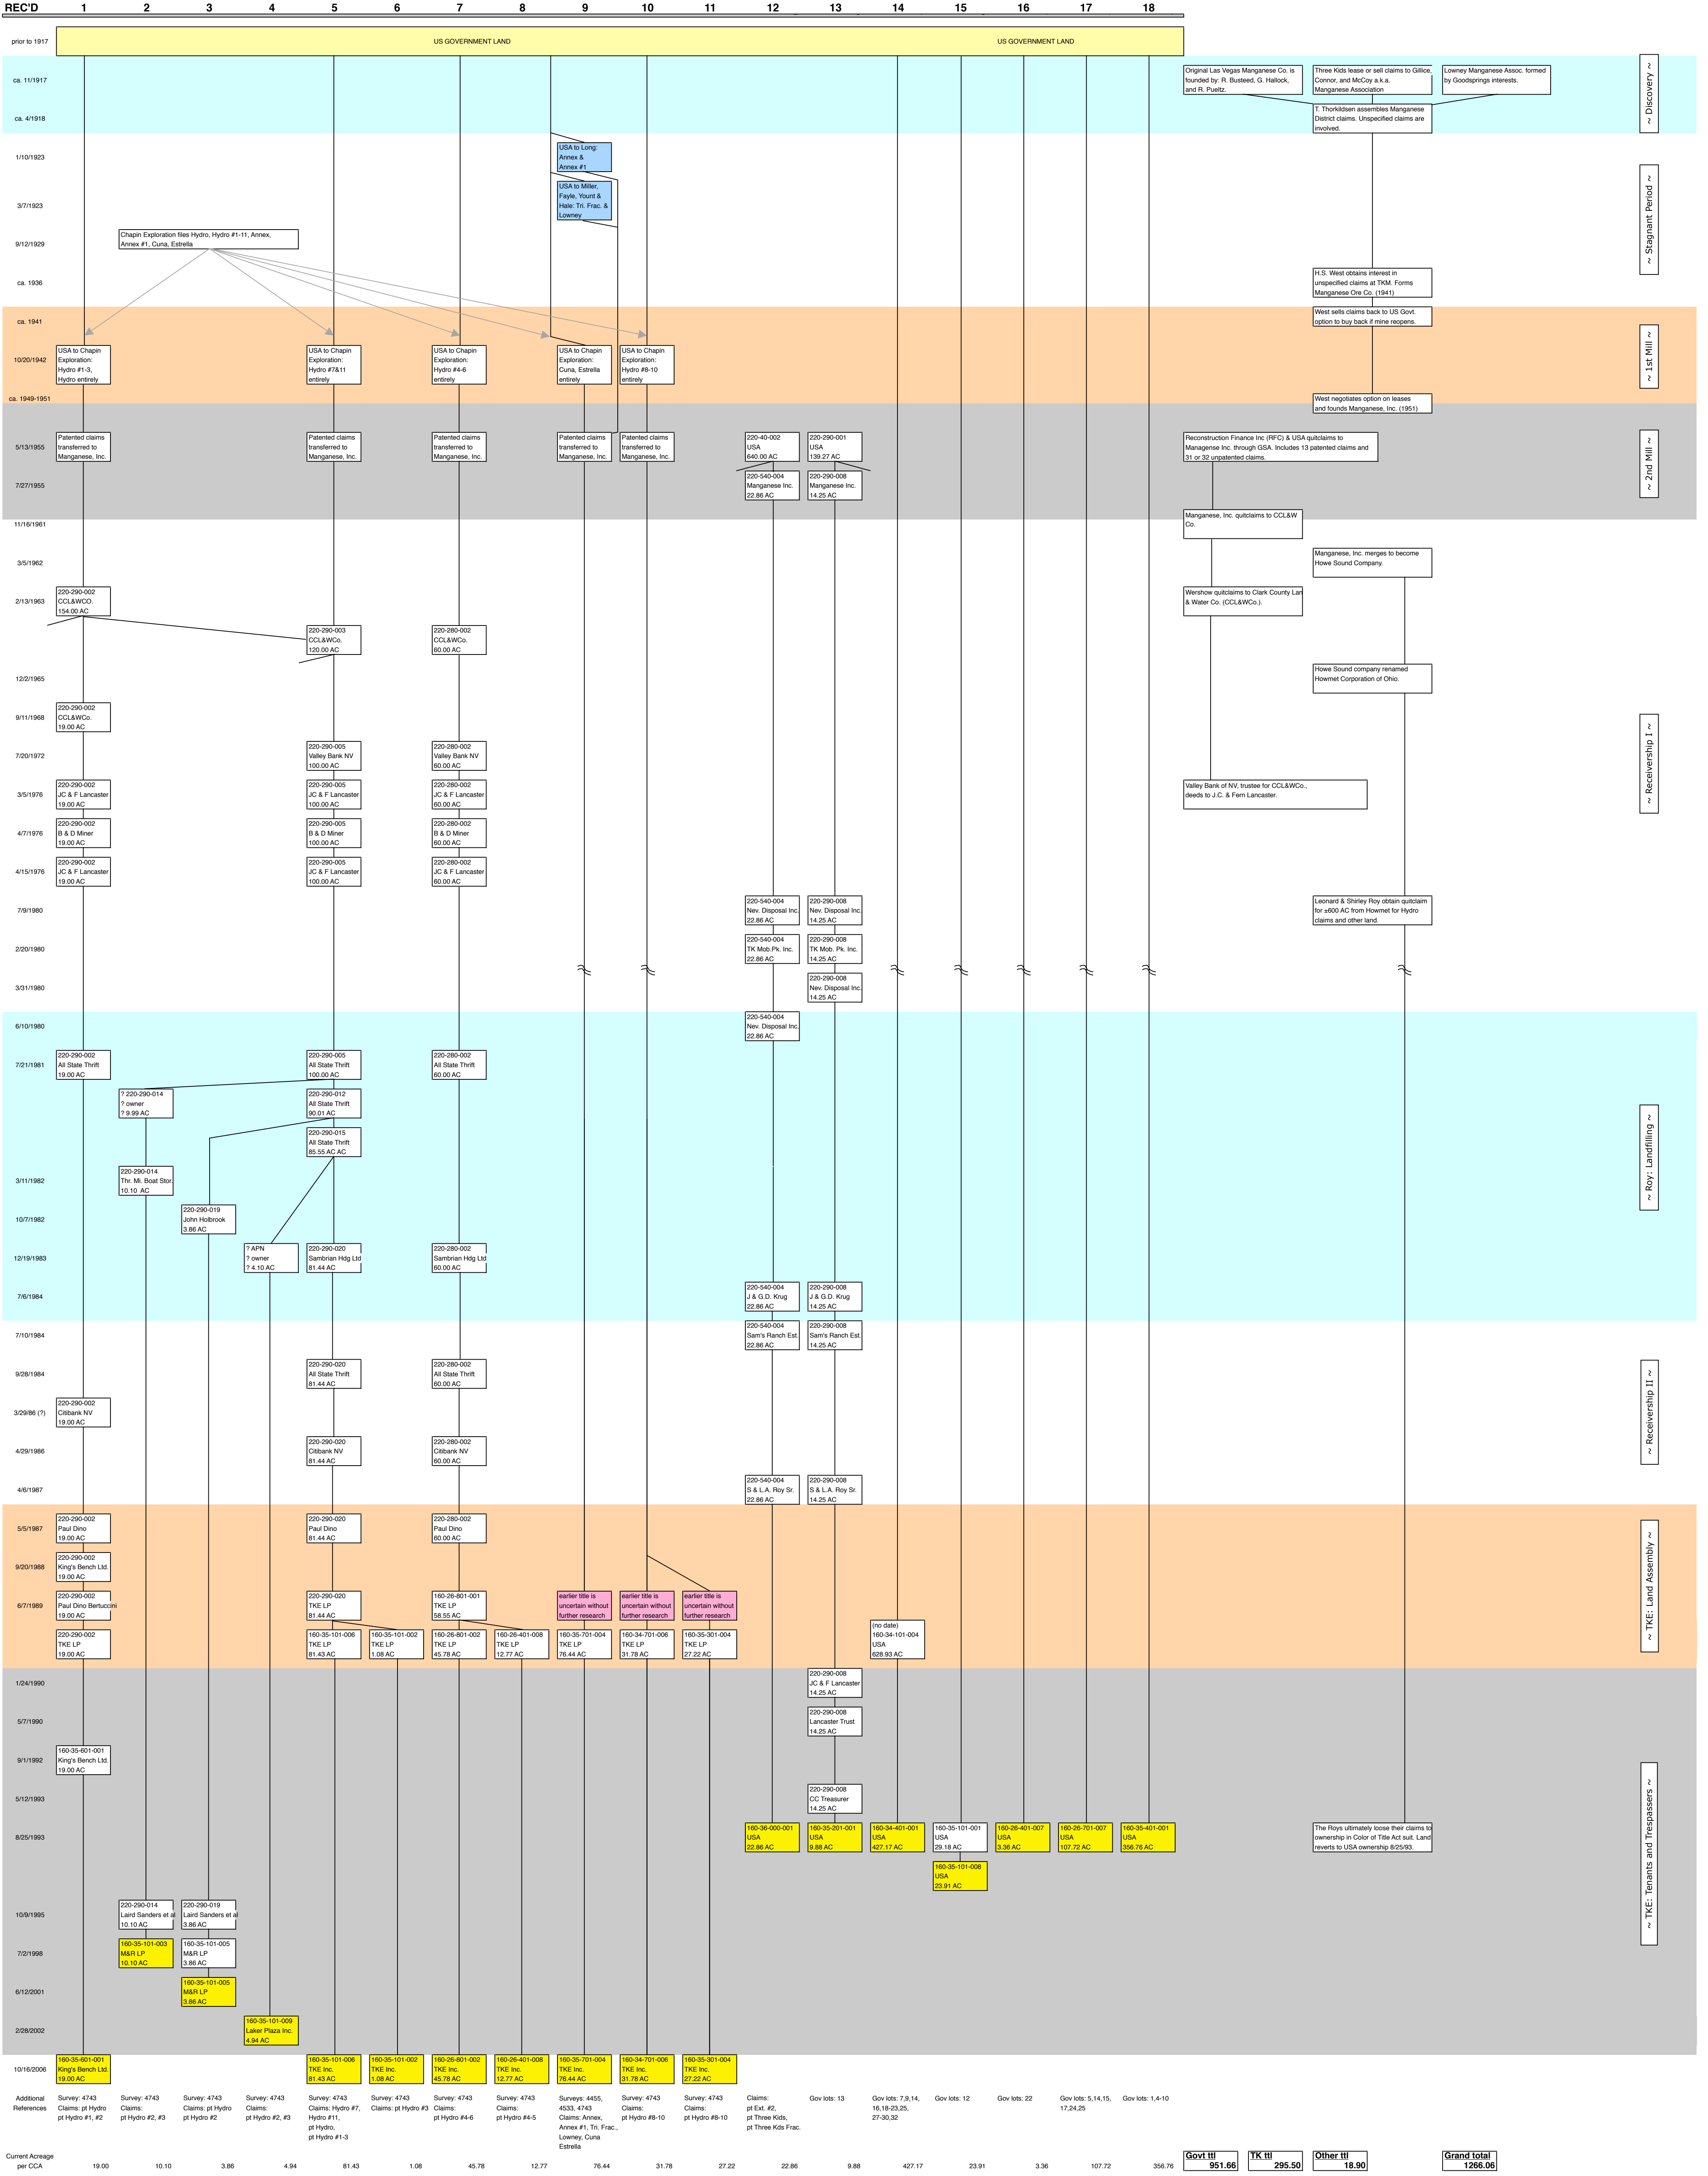 REC'D 1 2 3 4 5 6 7 8 9 10 11 12 13 14 15 16 17 18
prior to 1917 US GOVERNMENT LAND US GOVERNMENT LAND
ca. 11/1917
Original Las Vegas Manganese Co. is
founded by: R. Busteed, G. Hallock,
and R. Pueltz.
Three Kids lease or sell claims to Gillice,
Connor, and McCoy a.k.a.
Manganese Association
Lowney Manganese Assoc. formed
by Goodsprings interests.
~ Discovery ~
ca. 4/1918
T. Thorkildsen assembles Manganese
District claims. Unspecified claims are
involved.
1/10/1923
USA to Long:
Annex &
Annex #1
3/7/1923
USA to Miller,
Fayle, Yount &
Hale: Tri. Frac. &
Lowney
~ Stagnant Period ~
9/12/1929
Chapin Exploration files Hydro, Hydro #1-11, Annex,
Annex #1, Cuna, Estrella
ca. 1936
H.S. West obtains interest in
unspecified claims at TKM. Forms
Manganese Ore Co. (1941)
ca. 1941
West sells claims back to US Govt.
option to buy back if mine reopens.
~ 1st Mill ~
10/20/1942
USA to Chapin
Exploration:
Hydro #1-3,
Hydro entirely
USA to Chapin
Exploration:
Hydro #7&11
entirely
USA to Chapin
Exploration:
Hydro #4-6
entirely
USA to Chapin
Exploration:
Cuna, Estrella
entirely
USA to Chapin
Exploration:
Hydro #8-10
entirely
ca. 1949-1951
West negotiates option on leases
and founds Manganese, Inc. (1951)
5/13/1955
Patented claims
transferred to
Manganese, Inc.
Patented claims
transferred to
Manganese, Inc.
Patented claims
transferred to
Manganese, Inc.
Patented claims
transferred to
Manganese, Inc.
Patented claims
transferred to
Manganese, Inc.
220-40-002
USA
640.00 AC
220-290-001
USA
139.27 AC
Reconstruction Finance Inc (RFC) & USA quitclaims to
Managense Inc. through GSA. Includes 13 patented claims and
31 or 32 unpatented claims.
~ 2nd Mill ~
7/27/1955
220-540-004
Manganese Inc.
22.86 AC
220-290-008
Manganese Inc.
14.25 AC
11/16/1961
Manganese, Inc. quitclaims to CCL&W
Co.
3/5/1962
Manganese, Inc. merges to become
Howe Sound Company.
2/13/1963
220-290-002
CCL&WCO.
154.00 AC
Wershow quitclaims to Clark County Lan
& Water Co. (CCL&WCo.).
220-290-003
CCL&WCo.
120.00 AC
220-280-002
CCL&WCo.
60.00 AC
12/2/1965
Howe Sound company renamed
Howmet Corporation of Ohio.
9/11/1968
220-290-002
CCL&WCo.
19.00 AC
~ Receivership I ~
7/20/1972
220-290-005
Valley Bank NV
100.00 AC
220-280-002
Valley Bank NV
60.00 AC
3/5/1976
220-290-002
JC & F Lancaster
19.00 AC
220-290-005
JC & F Lancaster
100.00 AC
220-280-002
JC & F Lancaster
60.00 AC
Valley Bank of NV, trustee for CCL&WCo.,
deeds to J.C. & Fern Lancaster.
4/7/1976
220-290-002
B & D Miner
19.00 AC
220-290-005
B & D Miner
100.00 AC
220-280-002
B & D Miner
60.00 AC
4/15/1976
220-290-002
JC & F Lancaster
19.00 AC
220-290-005
JC & F Lancaster
100.00 AC
220-280-002
JC & F Lancaster
60.00 AC
7/9/1980
220-540-004
Nev. Disposal Inc.
22.86 AC
220-290-008
Nev. Disposal Inc.
14.25 AC
Leonard & Shirley Roy obtain quitclaim
for ±600 AC from Howmet for Hydro
claims and other land.
2/20/1980
220-540-004
TK Mob.Pk. Inc.
22.86 AC
220-290-008
TK Mob. Pk. Inc.
14.25 AC
3/31/1980
220-290-008
Nev. Disposal Inc.
14.25 AC
6/10/1980
220-540-004
Nev. Disposal Inc.
22.86 AC
7/21/1981
220-290-002
All State Thrift
19.00 AC
220-290-005
All State Thrift
100.00 AC
220-280-002
All State Thrift
60.00 AC
? 220-290-014
? owner
? 9.99 AC
220-290-012
All State Thrift
90.01 AC
220-290-015
All State Thrift
85.55 AC AC
~ Roy: Landfilling ~
3/11/1982
220-290-014
Thr. Mi. Boat Stor.
10.10 AC
10/7/1982
220-290-019
John Holbrook
3.86 AC
12/19/1983
? APN
? owner
? 4.10 AC
220-290-020
Sambrian Hdg Ltd
81.44 AC
220-280-002
Sambrian Hdg Ltd
60.00 AC
7/6/1984
220-540-004
J & G.D. Krug
22.86 AC
220-290-008
J & G.D. Krug
14.25 AC
7/10/1984
220-540-004
Sam's Ranch Est.
22.86 AC
220-290-008
Sam's Ranch Est.
14.25 AC
9/28/1984
220-290-020
All State Thrift
81.44 AC
220-280-002
All State Thrift
60.00 AC
~ Receivership II ~
3/29/86 (?)
220-290-002
Citibank NV
19.00 AC
4/29/1986
220-290-020
Citibank NV
81.44 AC
220-280-002
Citibank NV
60.00 AC
4/6/1987
220-540-004
S & L.A. Roy Sr.
22.86 AC
220-290-008
S & L.A. Roy Sr.
14.25 AC
5/5/1987
220-290-002
Paul Dino
19.00 AC
220-290-020
Paul Dino
81.44 AC
220-280-002
Paul Dino
60.00 AC
9/20/1988
220-290-002
King's Bench Ltd.
19.00 AC
~ TKE: Land Assembly ~
6/7/1989
220-290-002
Paul Dino Bertuccini
19.00 AC
220-290-020
TKE LP
81.44 AC
160-26-801-001
TKE LP
58.55 AC
earlier title is
uncertain without
further research
earlier title is
uncertain without
further research
earlier title is
uncertain without
further research
220-290-002
TKE LP
19.00 AC
160-35-101-006
TKE LP
81.43 AC
160-35-101-002
TKE LP
1.08 AC
160-26-801-002
TKE LP
45.78 AC
160-26-401-008
TKE LP
12.77 AC
160-35-701-004
TKE LP
76.44 AC
160-34-701-006
TKE LP
31.78 AC
160-35-301-004
TKE LP
27.22 AC
(no date)
160-34-101-004
USA
628.93 AC
1/24/1990
220-290-008
JC & F Lancaster
14.25 AC
5/7/1990
220-290-008
Lancaster Trust
14.25 AC
9/1/1992
160-35-601-001
King's Bench Ltd.
19.00 AC
5/12/1993
220-290-008
CC Treasurer
14.25 AC
8/25/1993
160-36-000-001
USA
22.86 AC
160-35-201-001
USA
9.88 AC
160-34-401-001
USA
427.17 AC
160-35-101-001
USA
29.18 AC
160-26-401-007
USA
3.36 AC
160-26-701-007
USA
107.72 AC
160-35-401-001
USA
356.76 AC
The Roys ultimately loose their claims to
ownership in Color of Title Act suit. Land
reverts to USA ownership 8/25/93.
160-35-101-008
USA
23.91 AC
~ TKE: Tenants and Trespassers ~
10/9/1995
220-290-014
Laird Sanders et al
10.10 AC
220-290-019
Laird Sanders et al
3.86 AC
7/2/1998
160-35-101-003
M&R LP
10.10 AC
160-35-101-005
M&R LP
3.86 AC
6/12/2001
160-35-101-005
M&R LP
3.86 AC
2/28/2002
160-35-101-009
Laker Plaza Inc.
4.94 AC
10/16/2006
160-35-601-001
King's Bench Ltd.
19.00 AC
160-35-101-006
TKE Inc.
81.43 AC
160-35-101-002
TKE Inc.
1.08 AC
160-26-801-002
TKE Inc.
45.78 AC
160-26-401-008
TKE Inc.
12.77 AC
160-35-701-004
TKE Inc.
76.44 AC
160-34-701-006
TKE Inc.
31.78 AC
160-35-301-004
TKE Inc.
27.22 AC
Additional
References
Survey: 4743
Claims: pt Hydro
pt Hydro #1, #2
Survey: 4743
Claims:
pt Hydro #2, #3
Survey: 4743
Claims: pt Hydro
pt Hydro #2
Survey: 4743
Claims:
pt Hydro #2, #3
Survey: 4743
Claims: Hydro #7,
Hydro #11,
pt Hydro,
pt Hydro #1-3
Survey: 4743
Claims: pt Hydro #3
Survey: 4743
Claims:
pt Hydro #4-6
Survey: 4743
Claims:
pt Hydro #4-5
Surveys: 4455,
4533, 4743
Claims: Annex,
Annex #1, Tri. Frac.,
Lowney, Cuna
Estrella
Survey: 4743
Claims:
pt Hydro #8-10
Survey: 4743
Claims:
pt Hydro #8-10
Claims:
pt Ext. #2,
pt Three Kids,
pt Three Kds Frac.
Gov lots: 13
Gov lots: 7,9,14,
16,18-23,25,
27-30,32
Gov lots: 12
Gov lots: 22
Gov lots: 5,14,15,
17,24,25
Gov lots: 1,4-10
Current Acreage
per CCA 19.00 10.10 3.86 4.94 81.43 1.08 45.78 12.77 76.44 31.78 27.22 22.86 9.88 427.17 23.91 3.36 107.72 356.76
Govt ttl
951.66
TK ttl
295.50
Other ttl
18.90
Grand total
1266.06